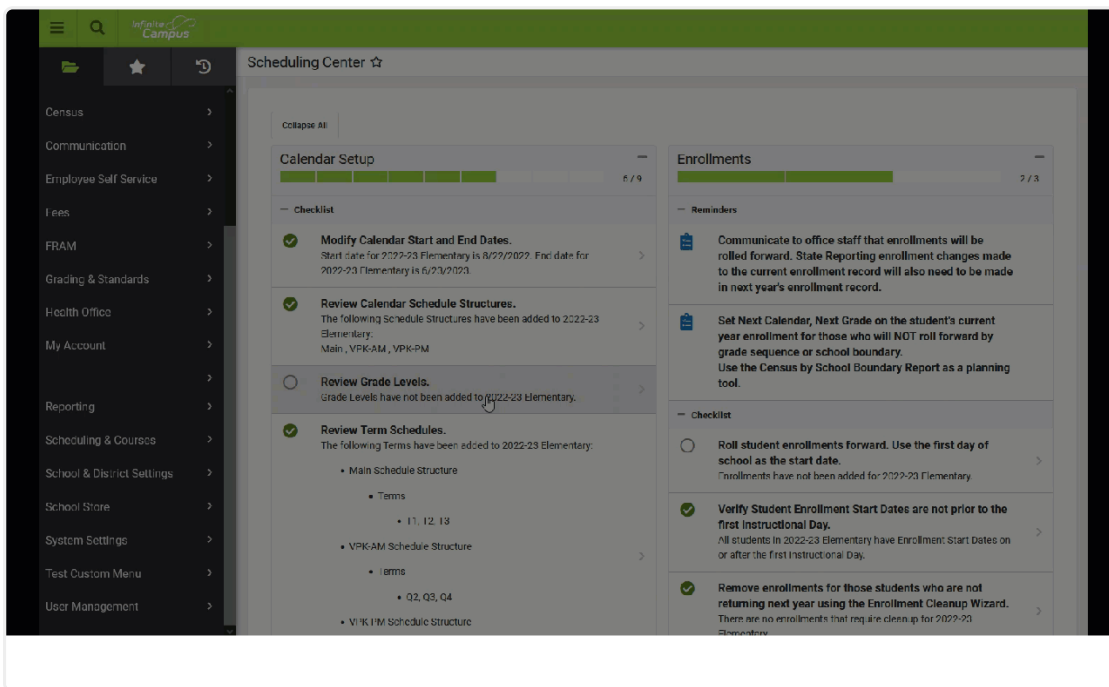 Infinite
Campus
Scheduling Center
Census
Communication
Employee Self Service
Fees
FRAM
Grading & Standards
Health Office
My Account
Reporting
Scheduling & Courses
School & District Settings
School Store
System Settings
Test Custom Menu
User Management
Collapse All
Calendar Setup
6 / 9
Checklist
Modify Calendar Start and End Dates.
Start date for 2022-23 Elementary is 8/22/2022. End date for
2022-23 Elementary is 6/23/2023.
Review Calendar Schedule Structures.
The following Schedule Structures have been added to 2022-23
Elementary:
Main , VPK-AM , VPK-PM
Review Grade Levels.
Grade Levels have not been added to 2022-23 Elementary.
Review Term Schedules.
The following Terms have been added to 2022-23 Elementary:
• Main Schedule Structure
• Terms
• T1, T2, T3
• VPK-AM Schedule Structure
• Terms
• Q2, Q3, Q4
• VPK-PM Schedule Structure
Enrollments
2 / 3
Reminders
Communicate to office staff that enrollments will be
rolled forward. State Reporting enrollment changes made
to the current enrollment record will also need to be made
in next year's enrollment record.
Set Next Calendar, Next Grade on the student's current
year enrollment for those who will NOT roll forward by
grade sequence or school boundary.
Use the Census by School Boundary Report as a planning
tool.
Checklist
Roll student enrollments forward. Use the first day of
school as the start date.
Enrollments have not been added for 2022-23 Elementary.
Verify Student Enrollment Start Dates are not prior to the
first Instructional Day.
All students in 2022-23 Elementary have Enrollment Start Dates on
or after the first Instructional Day.
Remove enrollments for those students who are not
returning next year using the Enrollment Cleanup Wizard.
There are no enrollments that require cleanup for 2022-23
Elementary.